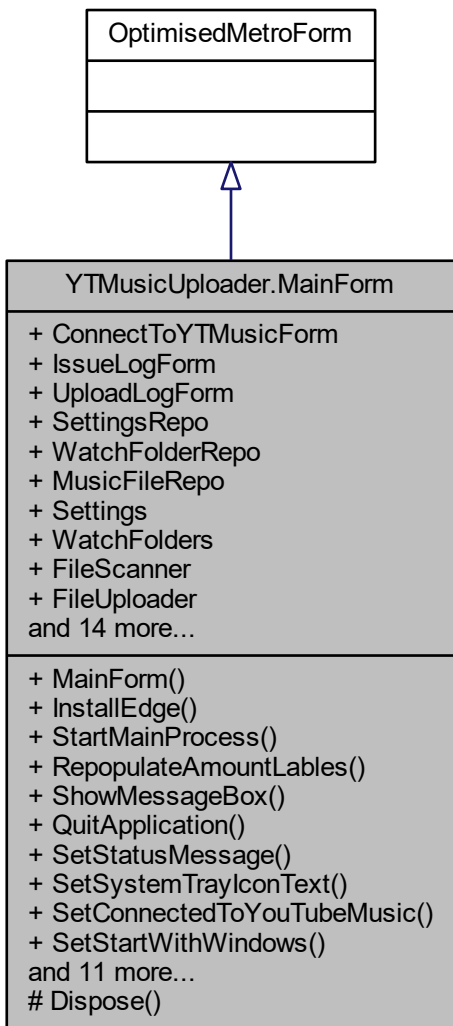 OptimisedMetroForm
YTMusicUploader.MainForm
+ ConnectToYTMusicForm
+ IssueLogForm
+ UploadLogForm
+ SettingsRepo
+ WatchFolderRepo
+ MusicFileRepo
+ Settings
+ WatchFolders
+ FileScanner
+ FileUploader
and 14 more...
+ MainForm()
+ InstallEdge()
+ StartMainProcess()
+ RepopulateAmountLables()
+ ShowMessageBox()
+ QuitApplication()
+ SetStatusMessage()
+ SetSystemTrayIconText()
+ SetConnectedToYouTubeMusic()
+ SetStartWithWindows()
and 11 more...
# Dispose()